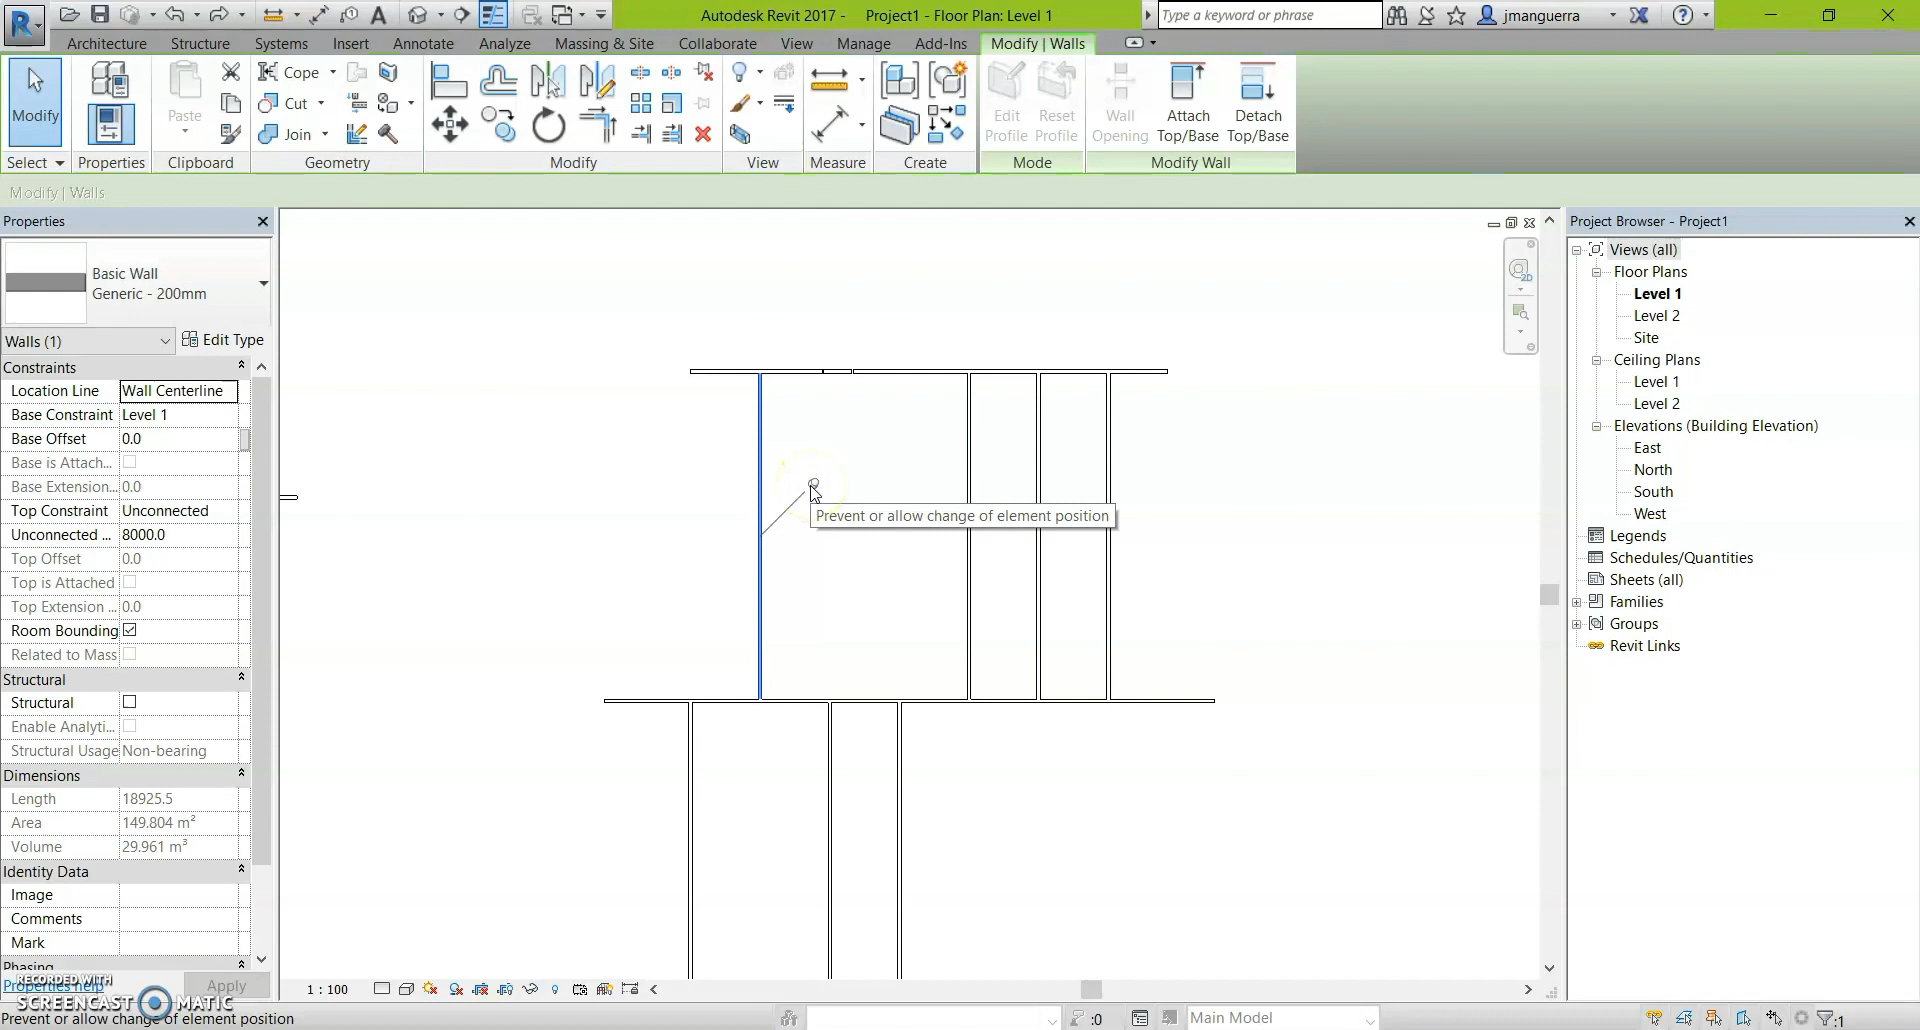 Autodesk Revit 2017 - Project1 - Floor Plan: Level 1
Type a keyword or phrase
jmanguerra
Architecture Structure Systems Insert Annotate Analyze Massing & Site Collaborate View Manage Add-Ins Modify | Walls
Modify
Paste
Cope
Cut
Join
Edit Profile
Reset Profile
Wall Opening
Attach Top/Base
Detach Top/Base
Select Properties Clipboard Geometry Modify View Measure Create Mode Modify Wall
Modify | Walls
Properties
Basic Wall
Generic - 200mm
Walls (1)
Edit Type
Constraints
Location Line Wall Centerline
Base Constraint Level 1
Base Offset 0.0
Base is Attach...
Base Extension... 0.0
Top Constraint Unconnected
Unconnected ... 8000.0
Top Offset 0.0
Top is Attached
Top Extension ... 0.0
Room Bounding
Related to Mass
Structural
Structural
Enable Analyti...
Structural Usage Non-bearing
Dimensions
Length 18925.5
Area 149.804 m²
Volume 29.961 m³
Identity Data
Image
Comments
Mark
Phasing
Properties help
Apply
RECORDED WITH
SCREENCAST MATIC
Prevent or allow change of element position
2D
1 : 100
Prevent or allow change of element position
:0
Main Model
:1
Project Browser - Project1
Views (all)
Floor Plans
Level 1
Level 2
Site
Ceiling Plans
Level 1
Level 2
Elevations (Building Elevation)
East
North
South
West
Legends
Schedules/Quantities
Sheets (all)
Families
Groups
Revit Links